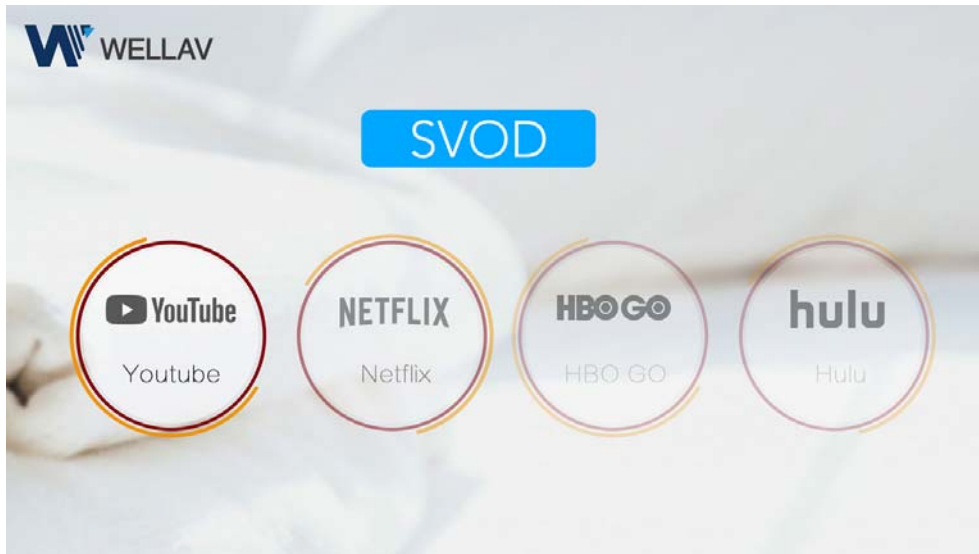 WELLAV
SVOD
YouTube
NETFLIX
HBO GO
hulu
Youtube
Netflix
HBO GO
Hulu